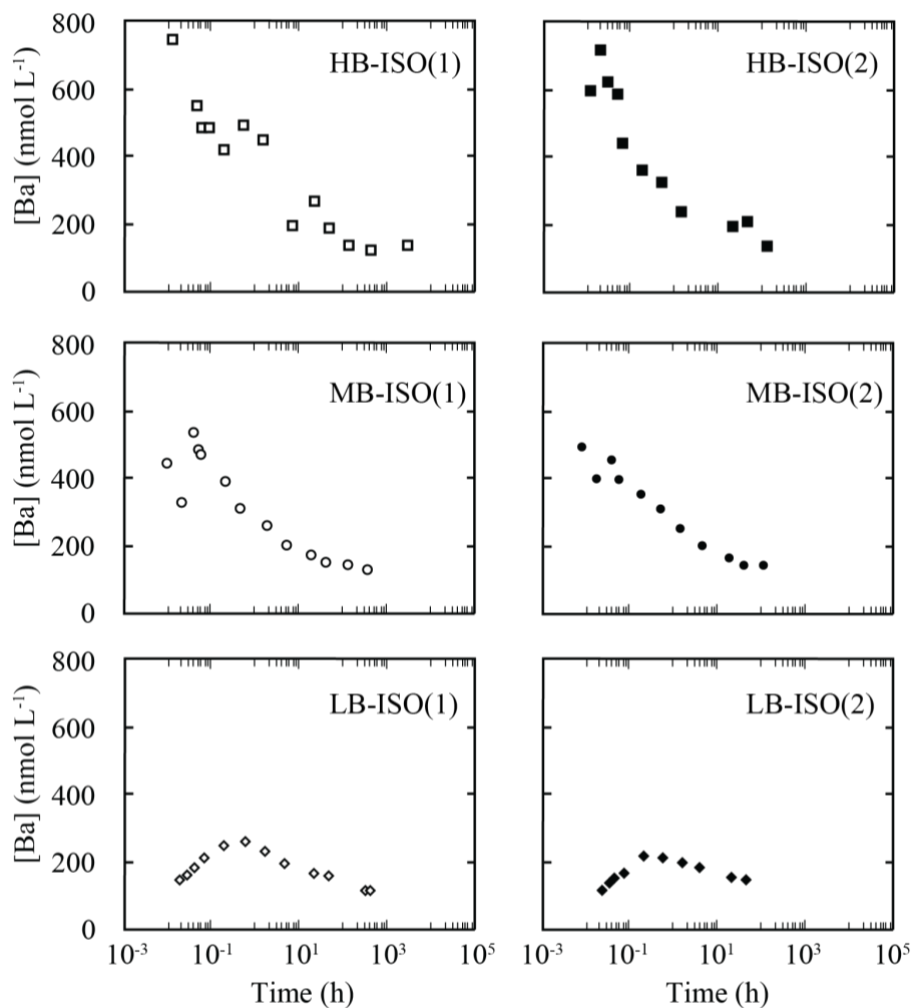 800
600
400
200
0
[Ba] (nmol L⁻¹)
HB-ISO(1)
HB-ISO(2)
800
600
400
200
0
[Ba] (nmol L⁻¹)
MB-ISO(1)
MB-ISO(2)
800
600
400
200
0
[Ba] (nmol L⁻¹)
LB-ISO(1)
LB-ISO(2)
10⁻³ 10⁻¹ 10¹ 10³ 10⁵
10⁻³ 10⁻¹ 10¹ 10³ 10⁵
Time (h)
Time (h)